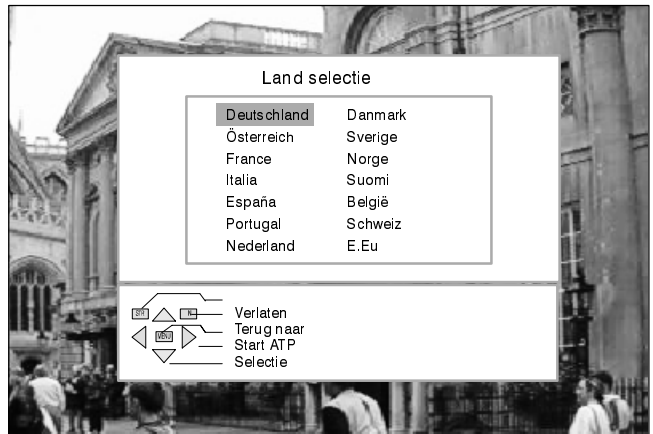 Land selectie
Deutschland Danmark
Österreich Sverige
France Norge
Italia Suomi
España België
Portugal Schweiz
Nederland E.Eu
STR N
Verlaten
MENU Terug naar
Start ATP
Selectie